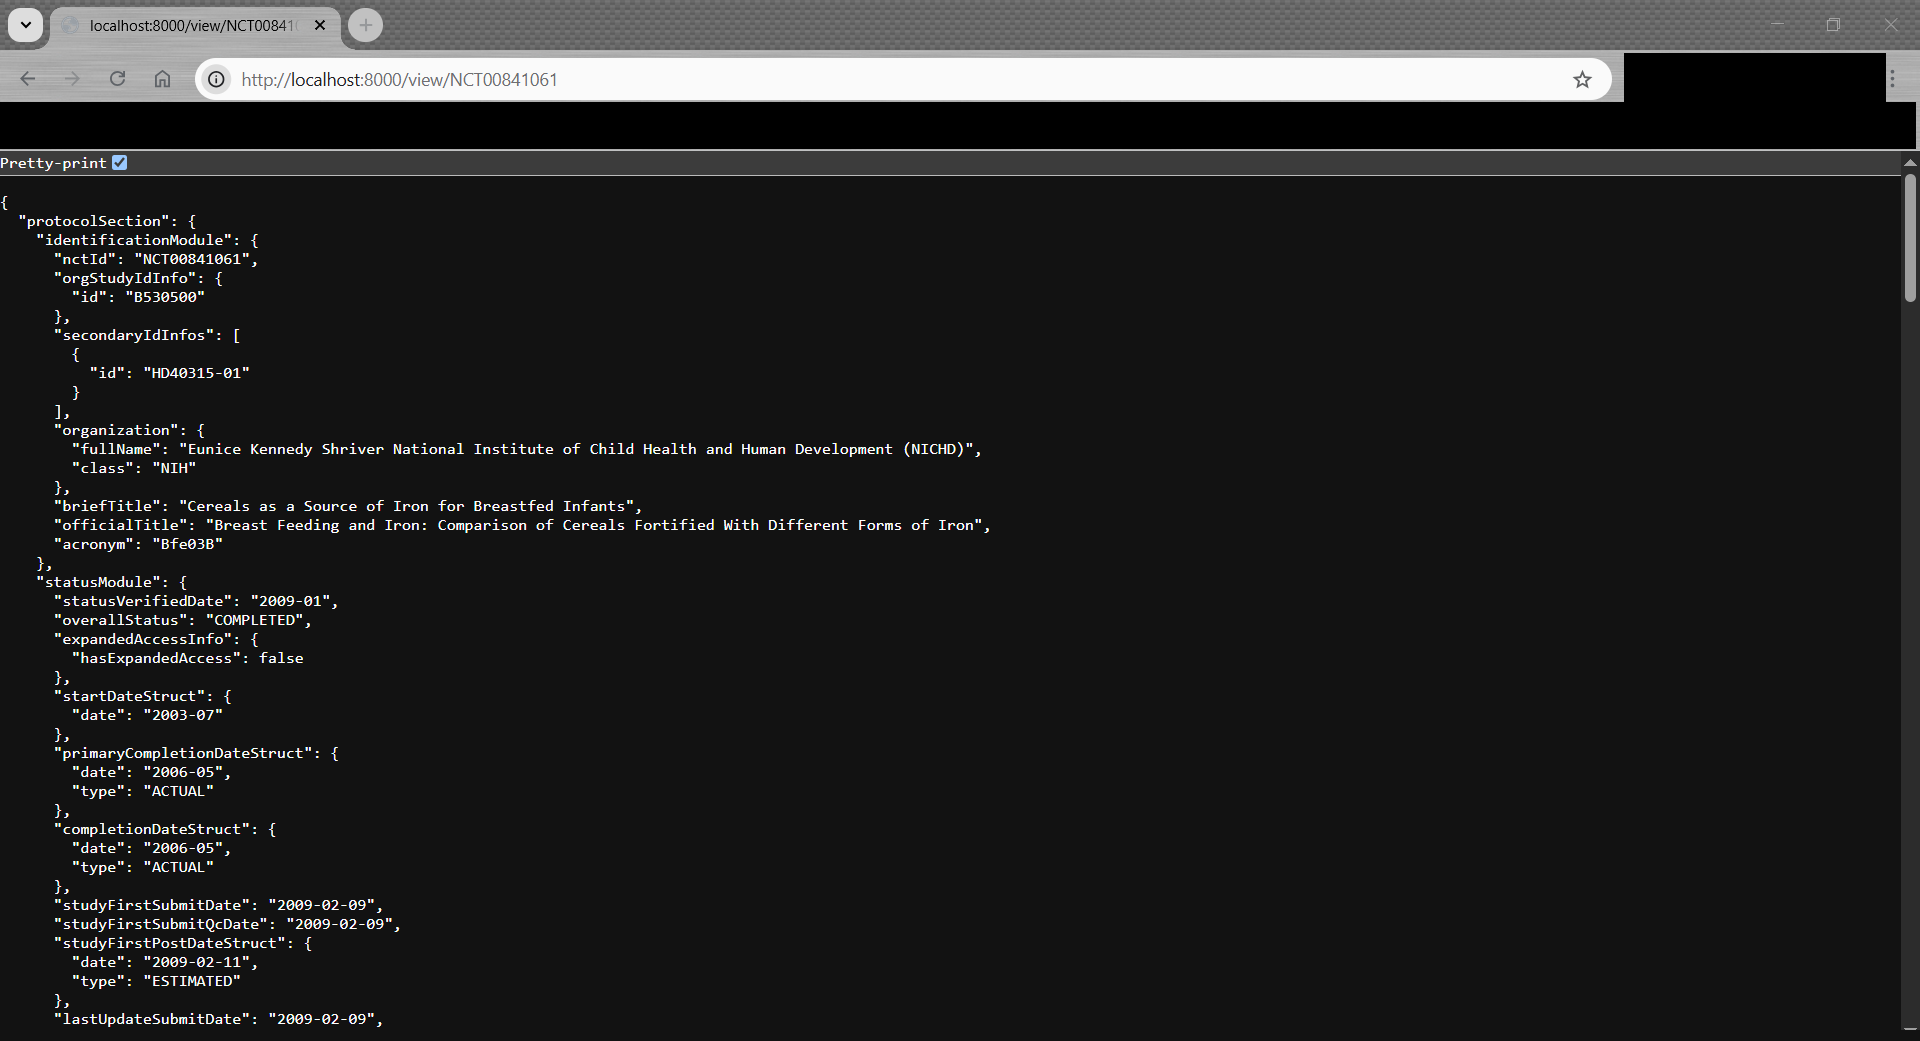 localhost:8000/view/NCT00841
http://localhost:8000/view/NCT00841061
Pretty-print
{
"protocolSection": {
"identificationModule": {
"nctId": "NCT00841061",
"orgStudyIdInfo": {
"id": "B530500"
},
"secondaryIdInfos": [
{
"id": "HD40315-01"
}
],
"organization": {
"fullName": "Eunice Kennedy Shriver National Institute of Child Health and Human Development (NICHD)",
"class": "NIH"
},
"briefTitle": "Cereals as a Source of Iron for Breastfed Infants",
"officialTitle": "Breast Feeding and Iron: Comparison of Cereals Fortified With Different Forms of Iron",
"acronym": "Bfe03B"
},
"statusModule": {
"statusVerifiedDate": "2009-01",
"overallStatus": "COMPLETED",
"expandedAccessInfo": {
"hasExpandedAccess": false
},
"startDateStruct": {
"date": "2003-07"
},
"primaryCompletionDateStruct": {
"date": "2006-05",
"type": "ACTUAL"
},
"completionDateStruct": {
"date": "2006-05",
"type": "ACTUAL"
},
"studyFirstSubmitDate": "2009-02-09",
"studyFirstSubmitQcDate": "2009-02-09",
"studyFirstPostDateStruct": {
"date": "2009-02-11",
"type": "ESTIMATED"
},
"lastUpdateSubmitDate": "2009-02-09",